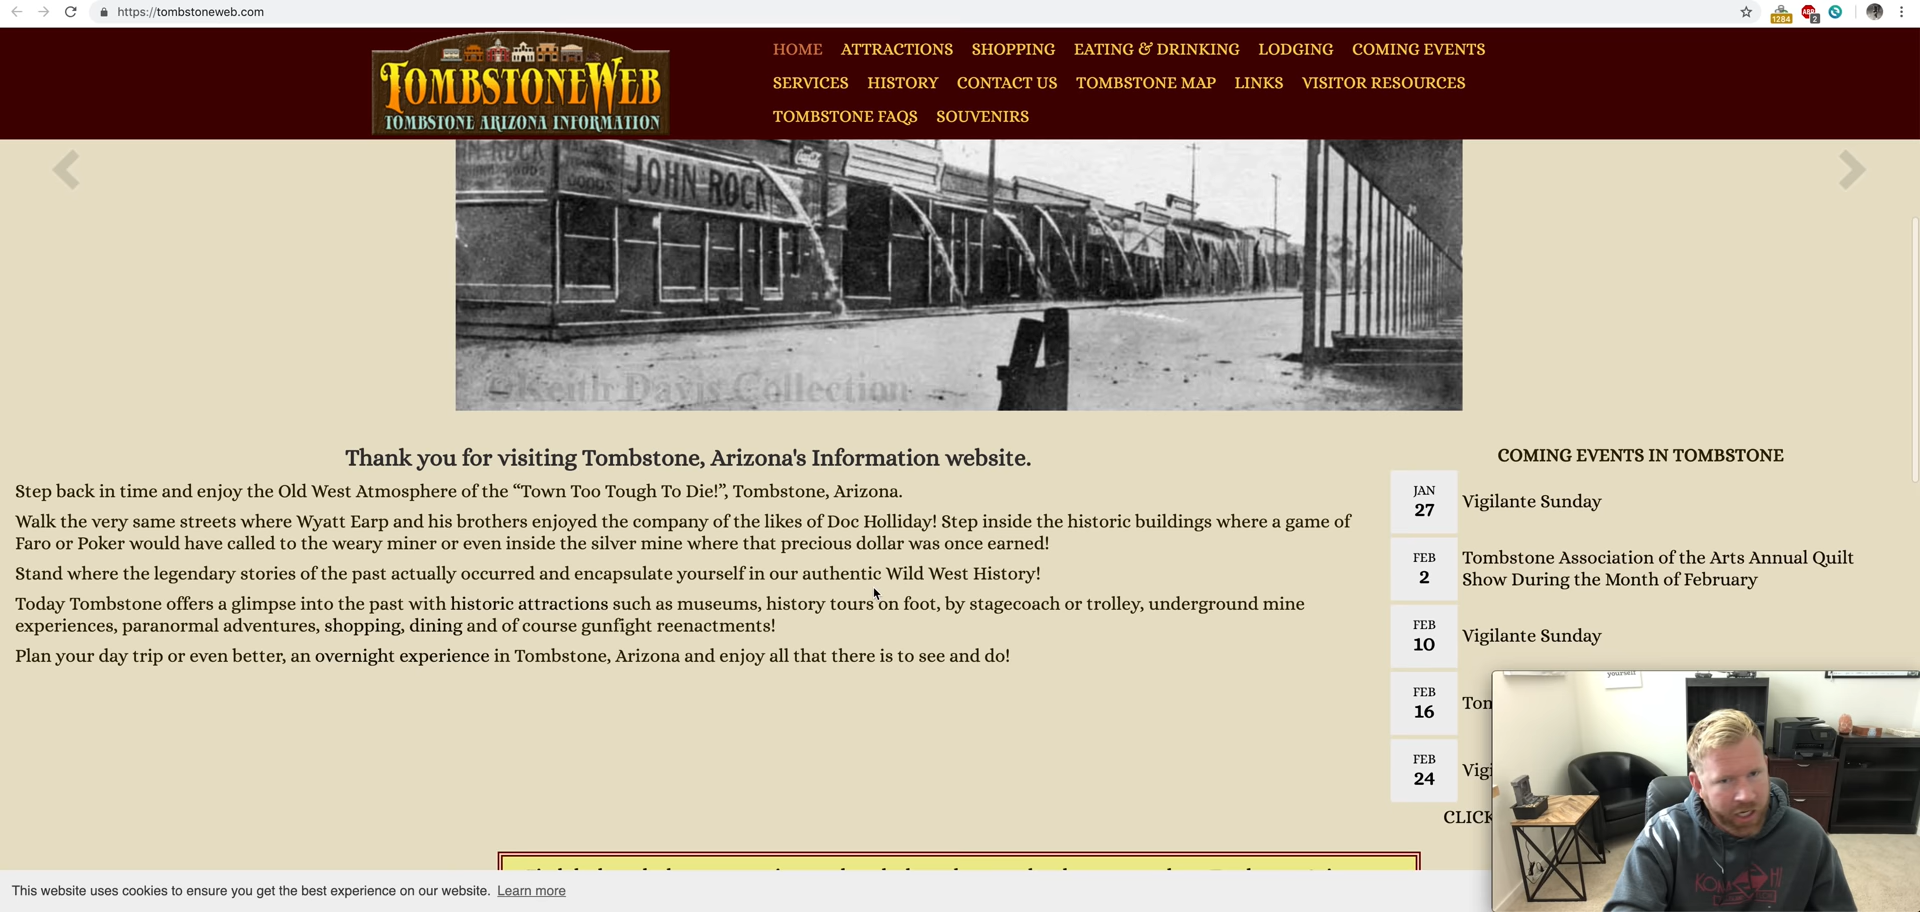 https://tombstoneweb.com
1284
ABP
2
TOMBSTONEWEB
TOMBSTONE ARIZONA INFORMATION
HOME ATTRACTIONS SHOPPING EATING & DRINKING LODGING COMING EVENTS
SERVICES HISTORY CONTACT US TOMBSTONE MAP LINKS VISITOR RESOURCES
TOMBSTONE FAQS SOUVENIRS
JOHN ROCK
©Keith Davis Collection
Thank you for visiting Tombstone, Arizona's Information website.
Step back in time and enjoy the Old West Atmosphere of the “Town Too Tough To Die!”, Tombstone, Arizona.
Walk the very same streets where Wyatt Earp and his brothers enjoyed the company of the likes of Doc Holliday! Step inside the historic buildings where a game of
Faro or Poker would have called to the weary miner or even inside the silver mine where that precious dollar was once earned!
Stand where the legendary stories of the past actually occurred and encapsulate yourself in our authentic Wild West History!
Today Tombstone offers a glimpse into the past with historic attractions such as museums, history tours on foot, by stagecoach or trolley, underground mine
experiences, paranormal adventures, shopping, dining and of course gunfight reenactments!
Plan your day trip or even better, an overnight experience in Tombstone, Arizona and enjoy all that there is to see and do!
COMING EVENTS IN TOMBSTONE
JAN
27
Vigilante Sunday
FEB
2
Tombstone Association of the Arts Annual Quilt
Show During the Month of February
FEB
10
Vigilante Sunday
FEB
16
Tom
FEB
24
Vigi
CLICK
yourself
This website uses cookies to ensure you get the best experience on our website. Learn more